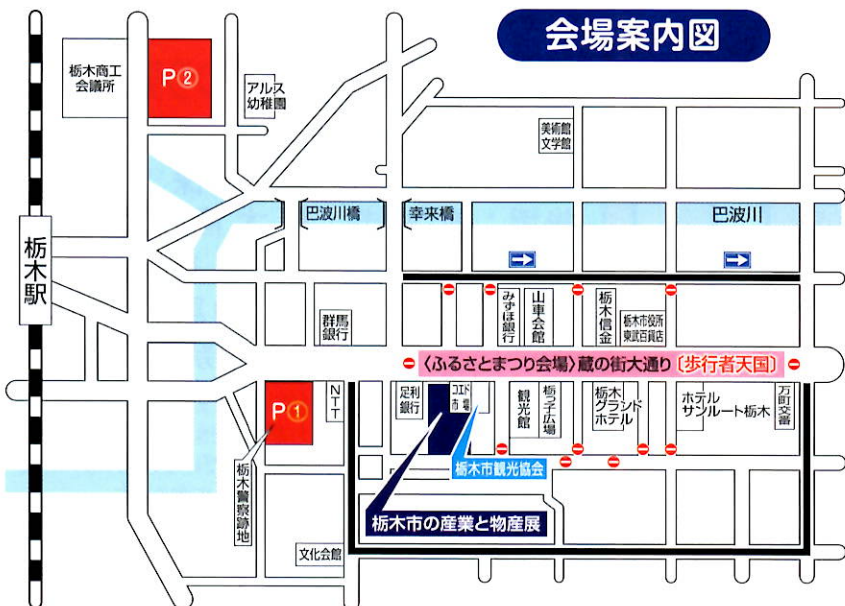 会場案内図
栃木商工
会議所
P②
アルス
幼稚園
美術館
文学館
巴波川橋
幸来橋
巴波川
栃木駅
群馬
銀行
みずほ銀行
山車会館
栃木信金
栃木市役所
東武百貨店
〈ふるさとまつり会場〉蔵の街大通り〔歩行者天国〕
P①
NTT
足利
銀行
コエド
市場
観光館
栃っ子広場
栃木
グランド
ホテル
ホテル
サンルート栃木
万町交番
栃木市観光協会
栃木警察跡地
栃木市の産業と物産展
文化会館